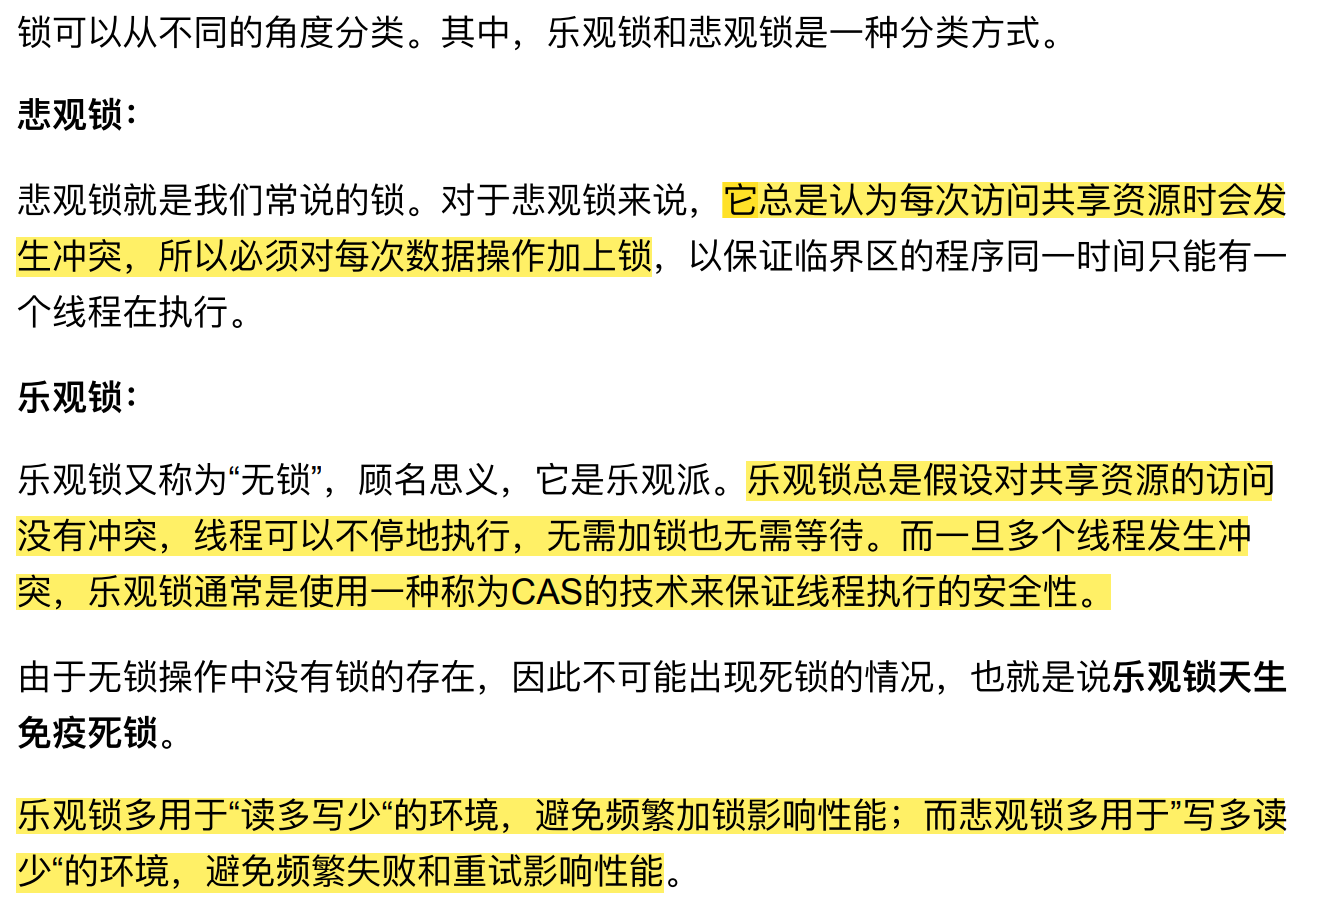 锁可以从不同的角度分类。其中，乐观锁和悲观锁是一种分类方式。
悲观锁：
悲观锁就是我们常说的锁。对于悲观锁来说，它总是认为每次访问共享资源时会发
生冲突，所以必须对每次数据操作加上锁，以保证临界区的程序同一时间只能有一
个线程在执行。
乐观锁：
乐观锁又称为“无锁”，顾名思义，它是乐观派。乐观锁总是假设对共享资源的访问
没有冲突，线程可以不停地执行，无需加锁也无需等待。而一旦多个线程发生冲
突，乐观锁通常是使用一种称为CAS的技术来保证线程执行的安全性。
由于无锁操作中没有锁的存在，因此不可能出现死锁的情况，也就是说乐观锁天生
免疫死锁。
乐观锁多用于“读多写少“的环境，避免频繁加锁影响性能；而悲观锁多用于”写多读
少“的环境，避免频繁失败和重试影响性能。